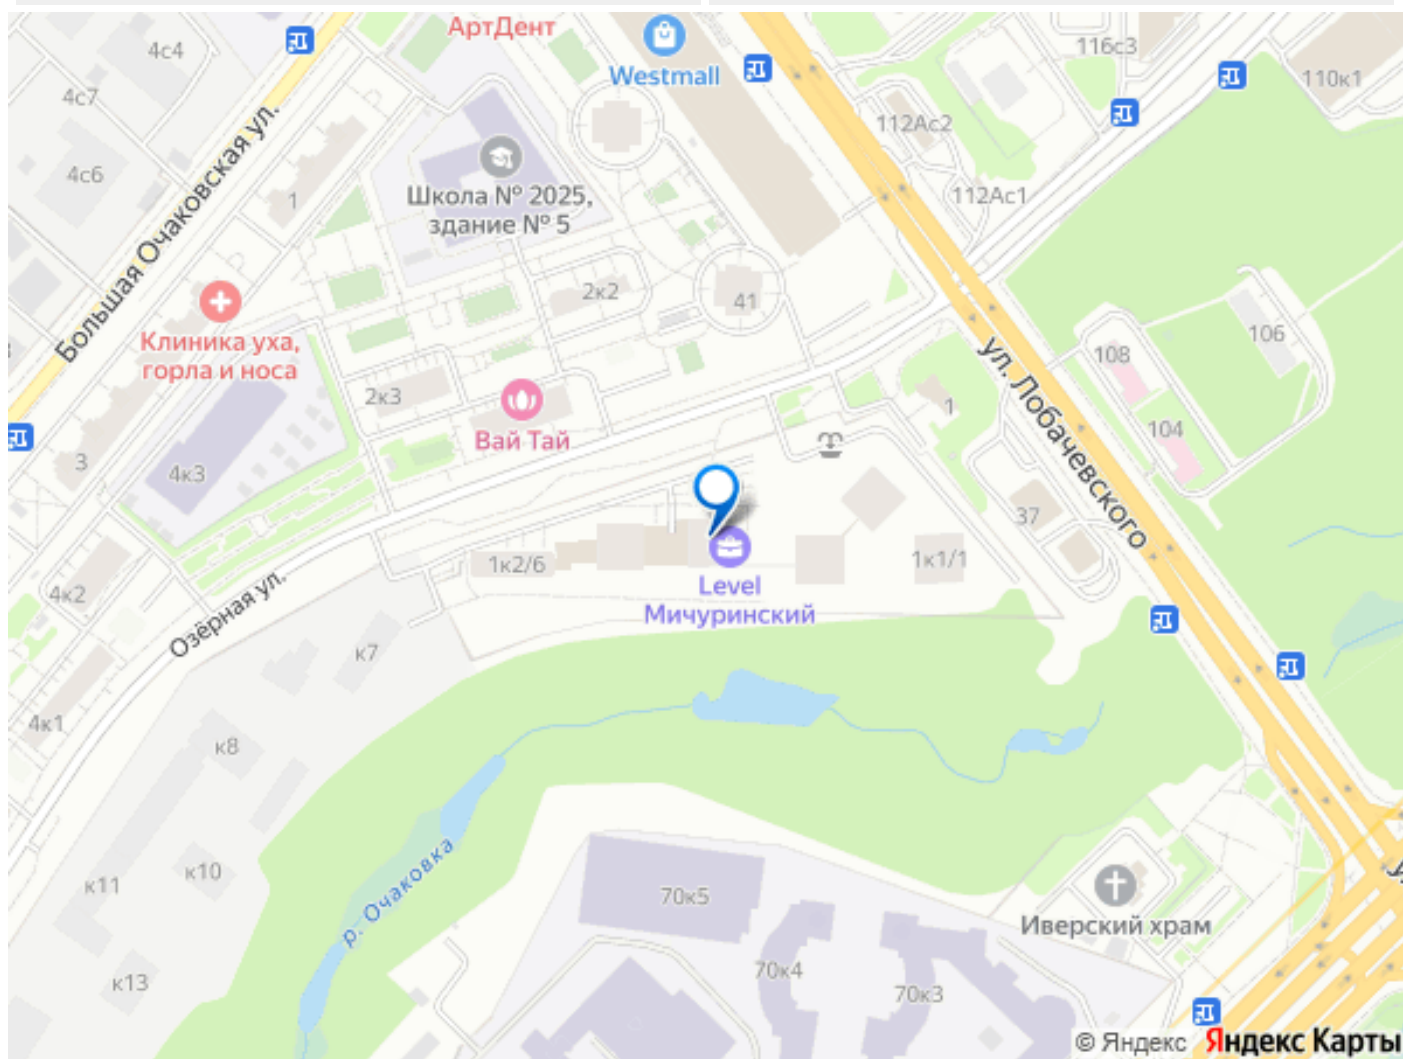 АртДент
4с4
Westmall
116с3
110к1
4с7
112Ас2
4с6
Школа № 2025,
здание № 5
112Ас1
1
Большая Очаковская ул.
2к2
41
Клиника уха,
горла и носа
ул. Лобачевского
106
108
2к3
1
Вай Тай
104
3
4к3
37
1к2/6
1к1/1
Level
Мичуринский
4к2
Озёрная ул.
к7
4к1
к8
р. Очаковка
к10
к11
70к5
Иверский храм
к13
70к4
70к3
© Яндекс Яндекс Карты